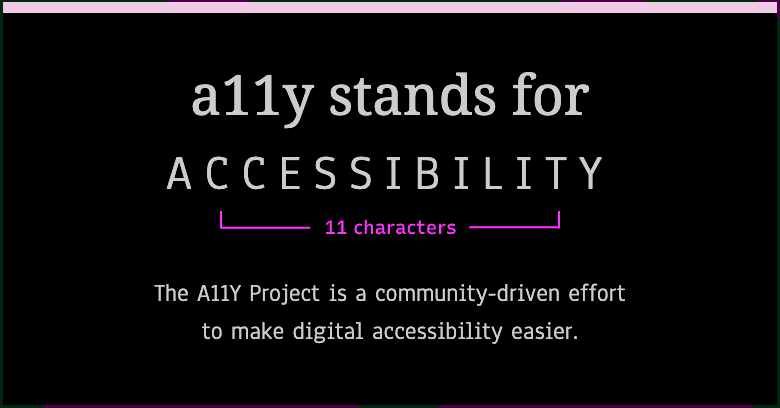 a11y stands for
ACCESSIBILITY
11 characters
The A11Y Project is a community-driven effort
to make digital accessibility easier.